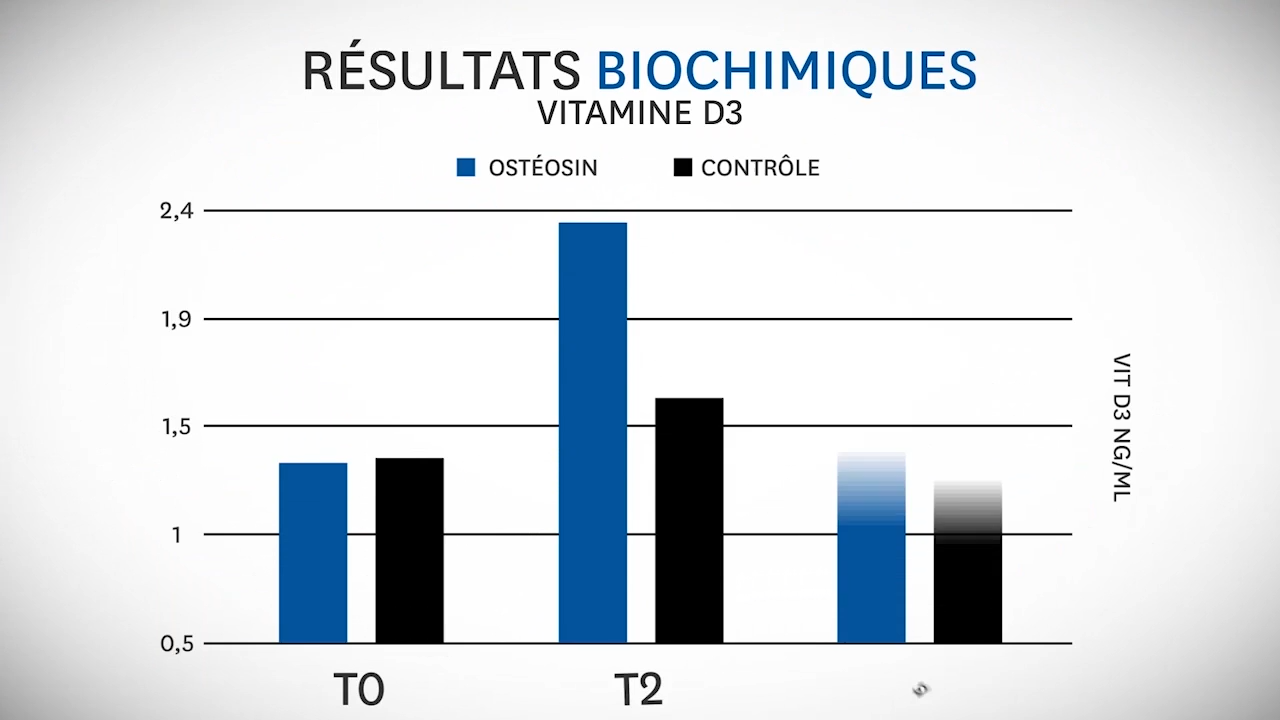 RÉSULTATS BIOCHIMIQUES
VITAMINE D3
OSTÉOSIN CONTRÔLE
2,4
1,9
1,5
1
0,5
VIT D3 NG/ML
T0 T2